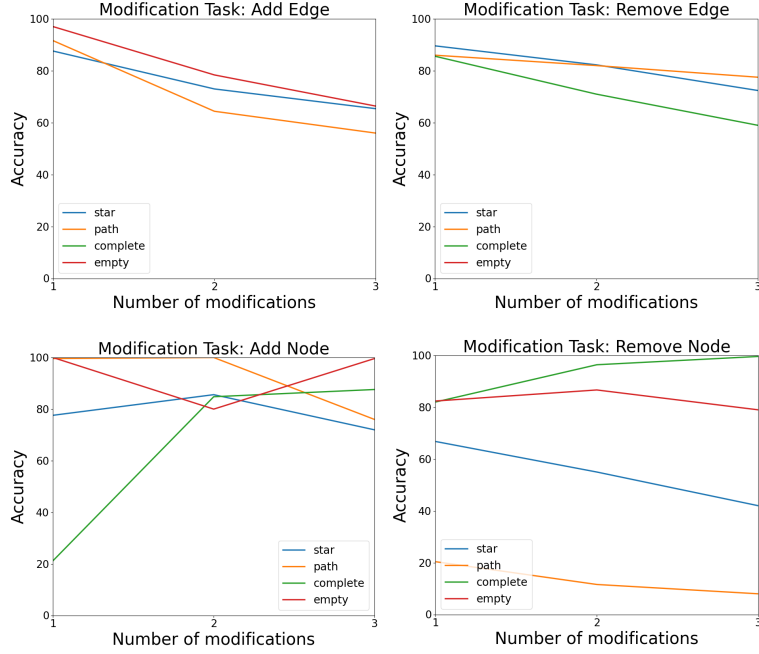 Modification Task: Add Edge
100
80
60
40
20
0
Accuracy
star
path
complete
empty
1
2
3
Number of modifications
Modification Task: Remove Edge
100
80
60
40
20
0
Accuracy
star
path
complete
empty
1
2
3
Number of modifications
Modification Task: Add Node
100
80
60
40
20
0
Accuracy
star
path
complete
empty
1
2
3
Number of modifications
Modification Task: Remove Node
100
80
60
40
20
0
Accuracy
star
path
complete
empty
1
2
3
Number of modifications